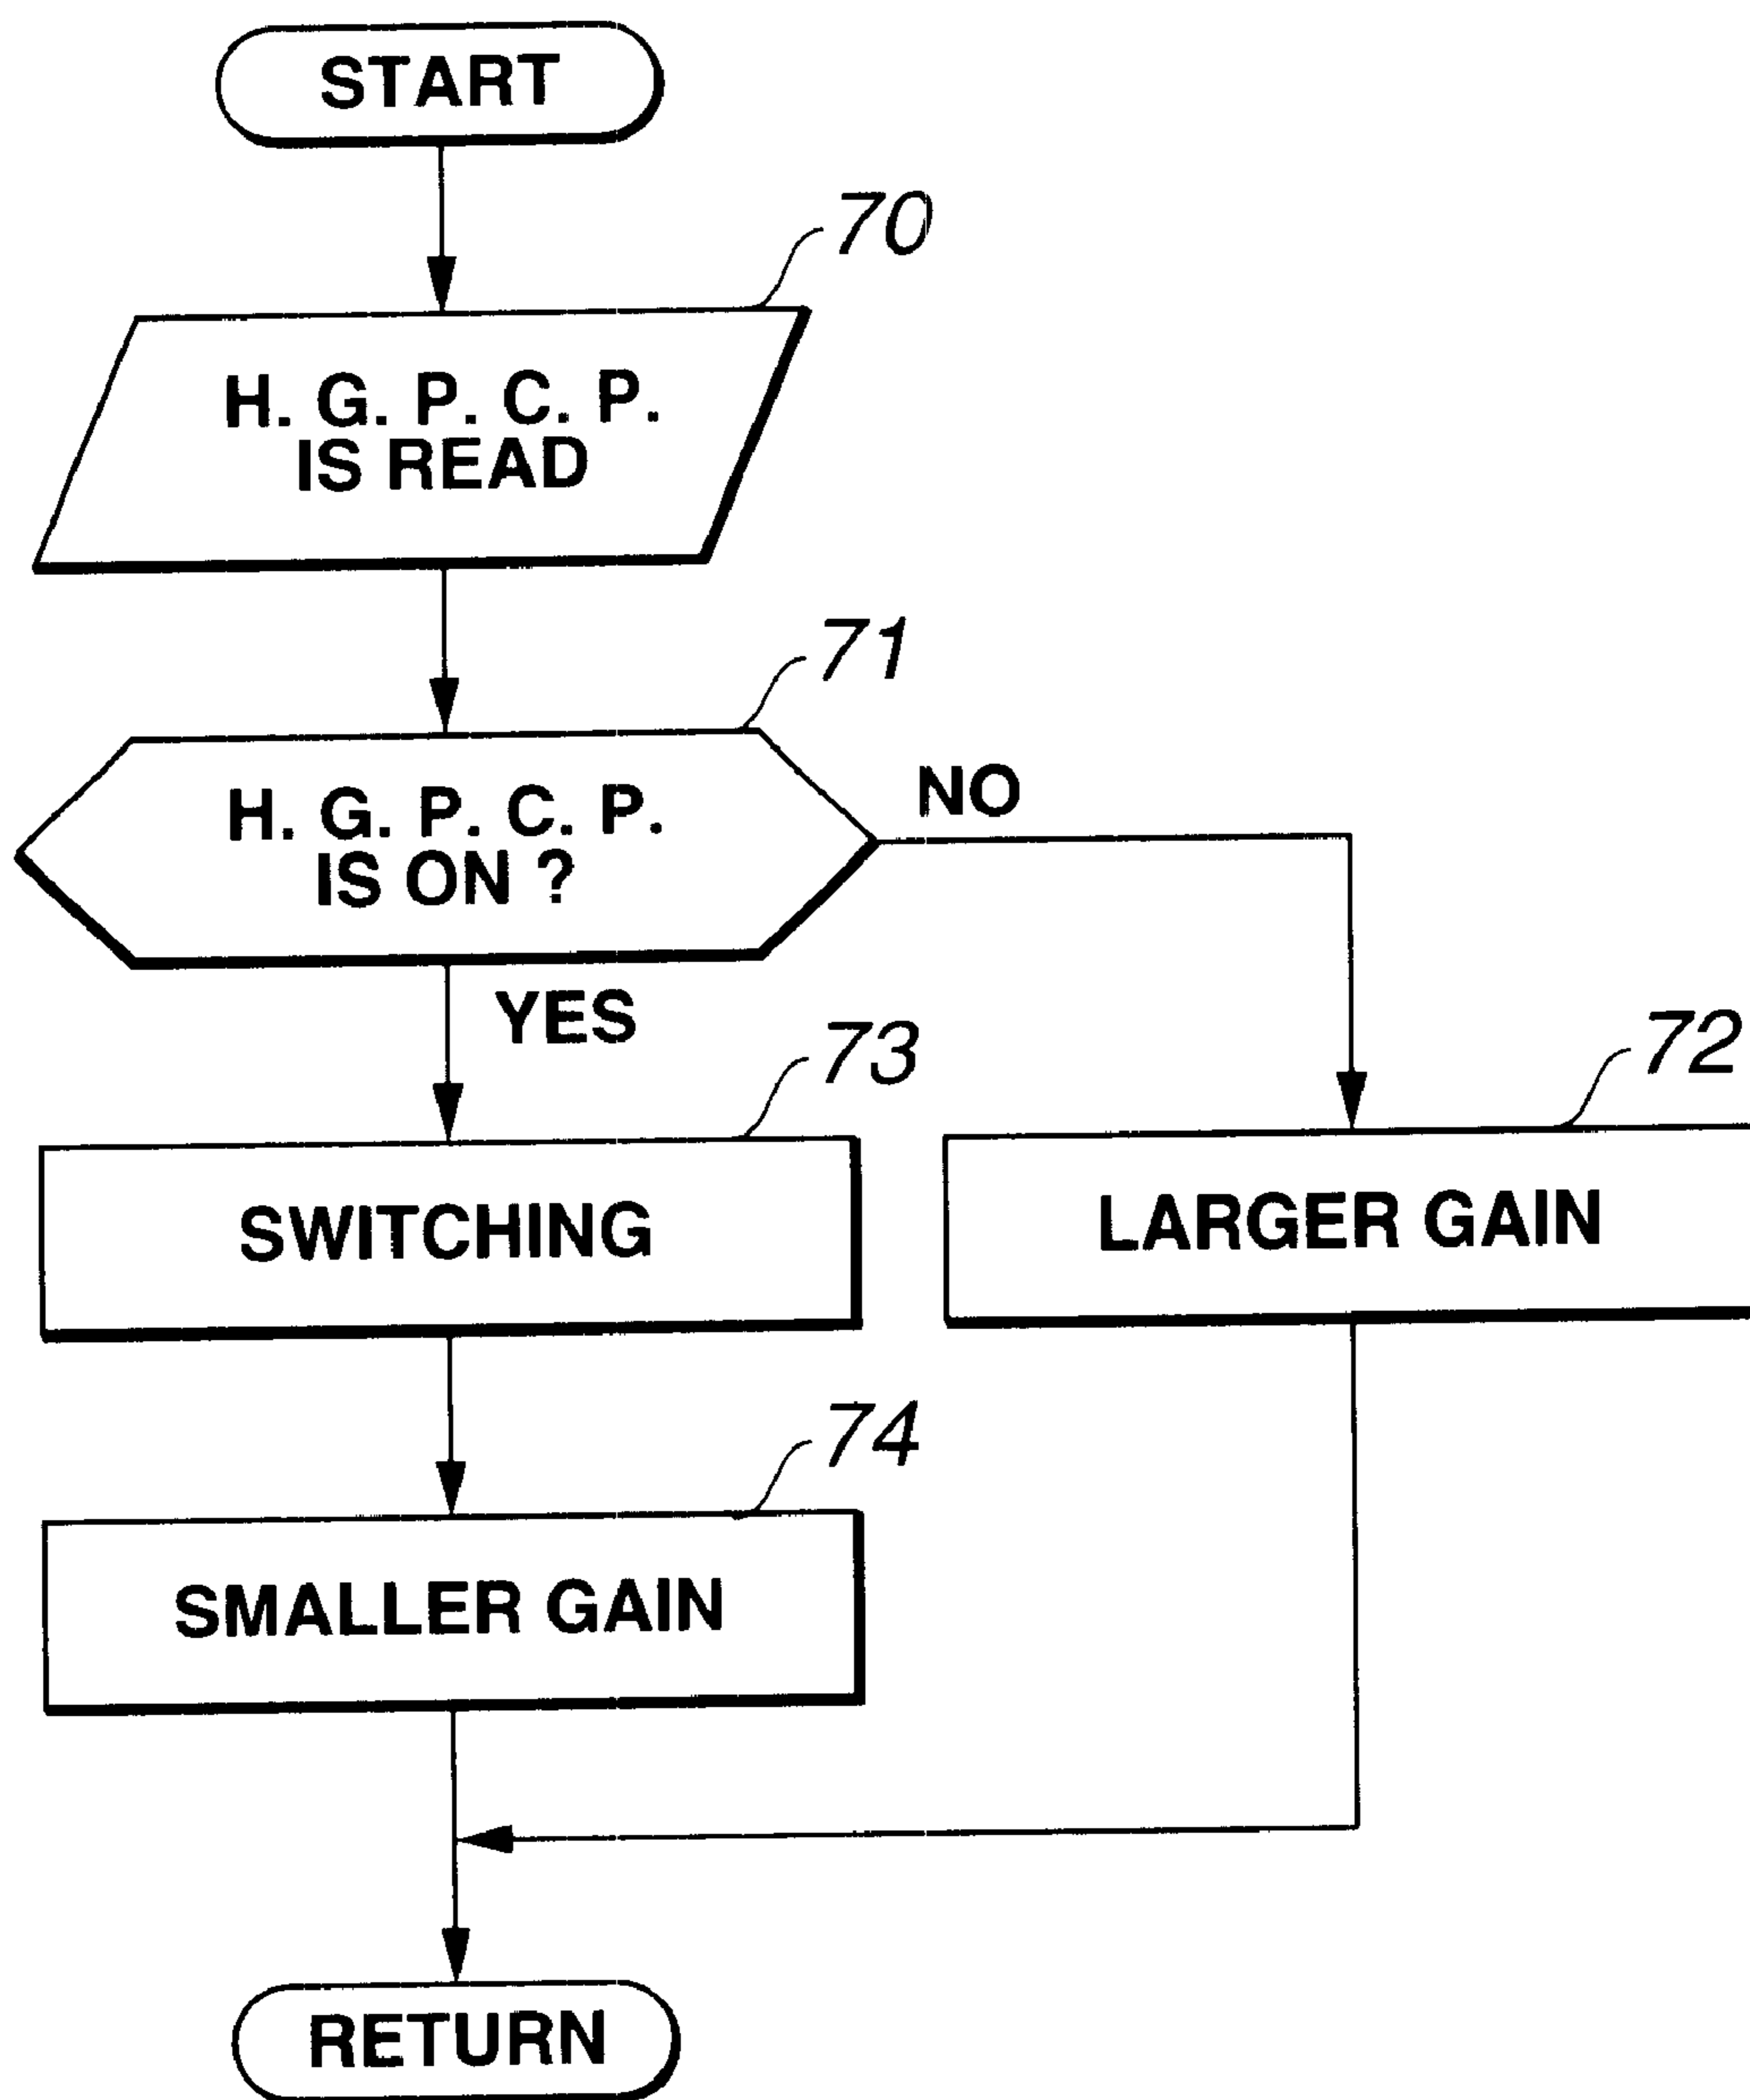 START
70
H. G. P. C. P.
IS READ
71
H. G. P. C. P.
IS ON ?
NO
YES
73
72
SWITCHING
LARGER GAIN
74
SMALLER GAIN
RETURN